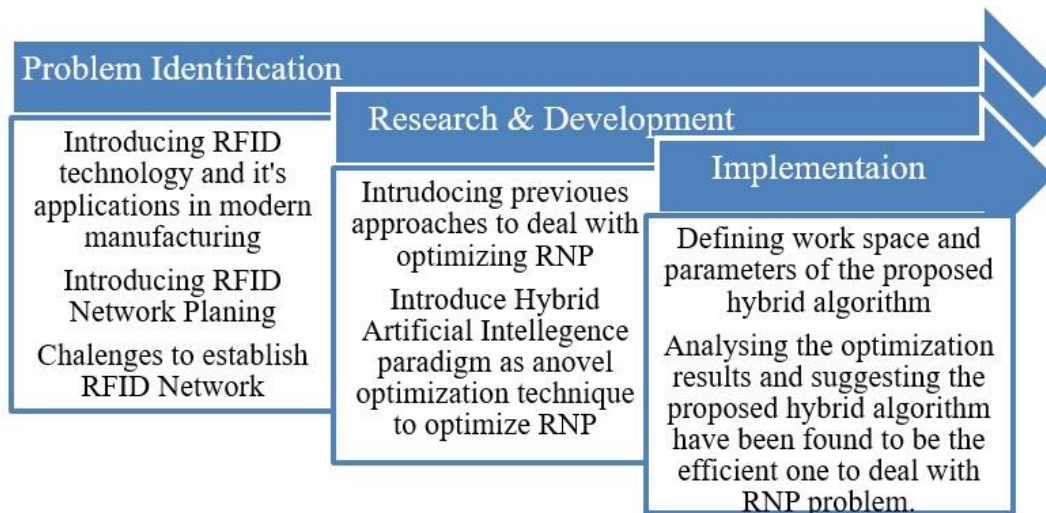 Problem Identification
Introducing RFID
technology and it's
applications in modern
manufacturing
Introducing RFID
Network Planing
Chalenges to establish
RFID Network
Research & Development
Intrudocing previoues
approaches to deal with
optimizing RNP
Introduce Hybrid
Artificial Intellegence
paradigm as anovel
optimization technique
to optimize RNP
Implementaion
Defining work space and
parameters of the proposed
hybrid algorithm
Analysing the optimization
results and suggesting the
proposed hybrid algorithm
have been found to be the
efficient one to deal with
RNP problem.